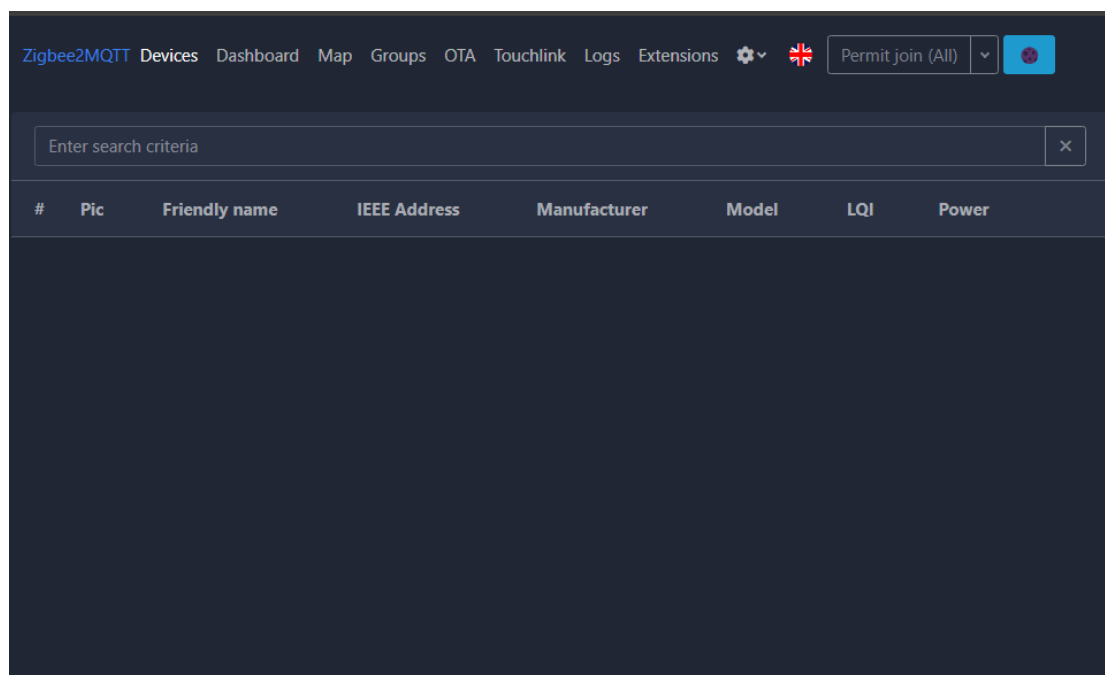 Zigbee2MQTT Devices Dashboard Map Groups OTA Touchlink Logs Extensions Permit join (All)
Enter search criteria
# Pic Friendly name IEEE Address Manufacturer Model LQI Power